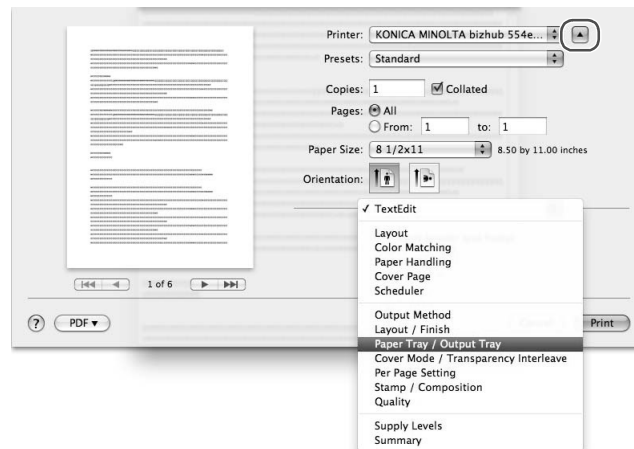 Printer: KONICA MINOLTA bizhub 554e...
Presets: Standard
Copies: 1 Collated
Pages: All
From: 1 to: 1
Paper Size: 8 1/2x11 8.50 by 11.00 inches
Orientation:
✓ TextEdit
Layout
Color Matching
Paper Handling
Cover Page
Scheduler
Output Method
Layout / Finish
Paper Tray / Output Tray
Cover Mode / Transparency Interleave
Per Page Setting
Stamp / Composition
Quality
Supply Levels
Summary
1 of 6
? PDF▼ Print